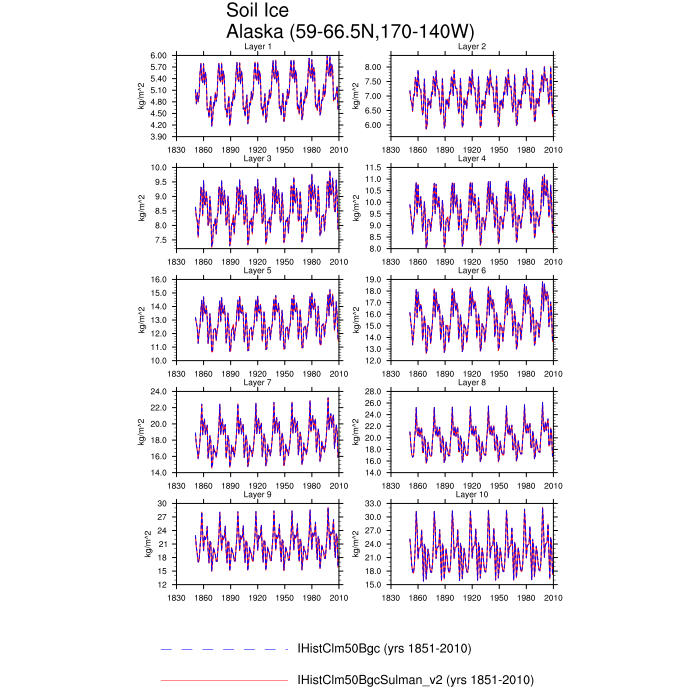 Soil Ice
Alaska (59-66.5N,170-140W)
Layer 1
6.00
5.70
5.40
5.10
4.80
4.50
4.20
3.90
kg/m^2
1830 1860 1890 1920 1950 1980 2010
Layer 2
8.00
7.00
6.00
kg/m^2
1830 1860 1890 1920 1950 1980 2010
Layer 3
10.0
9.5
9.0
8.5
8.0
7.5
kg/m^2
1830 1860 1890 1920 1950 1980 2010
Layer 4
11.5
11.0
10.5
10.0
9.5
9.0
8.5
8.0
kg/m^2
1830 1860 1890 1920 1950 1980 2010
Layer 5
16.0
15.0
14.0
13.0
12.0
11.0
10.0
kg/m^2
1830 1860 1890 1920 1950 1980 2010
Layer 6
19.0
18.0
17.0
16.0
15.0
14.0
13.0
12.0
kg/m^2
1830 1860 1890 1920 1950 1980 2010
Layer 7
24.0
22.0
20.0
18.0
16.0
14.0
kg/m^2
1830 1860 1890 1920 1950 1980 2010
Layer 8
28.0
26.0
24.0
22.0
20.0
18.0
16.0
14.0
kg/m^2
1830 1860 1890 1920 1950 1980 2010
Layer 9
30
27
24
21
18
15
12
kg/m^2
1830 1860 1890 1920 1950 1980 2010
Layer 10
33.0
30.0
27.0
24.0
21.0
18.0
15.0
kg/m^2
1830 1860 1890 1920 1950 1980 2010
IHistClm50Bgc (yrs 1851-2010)
IHistClm50BgcSulman_v2 (yrs 1851-2010)